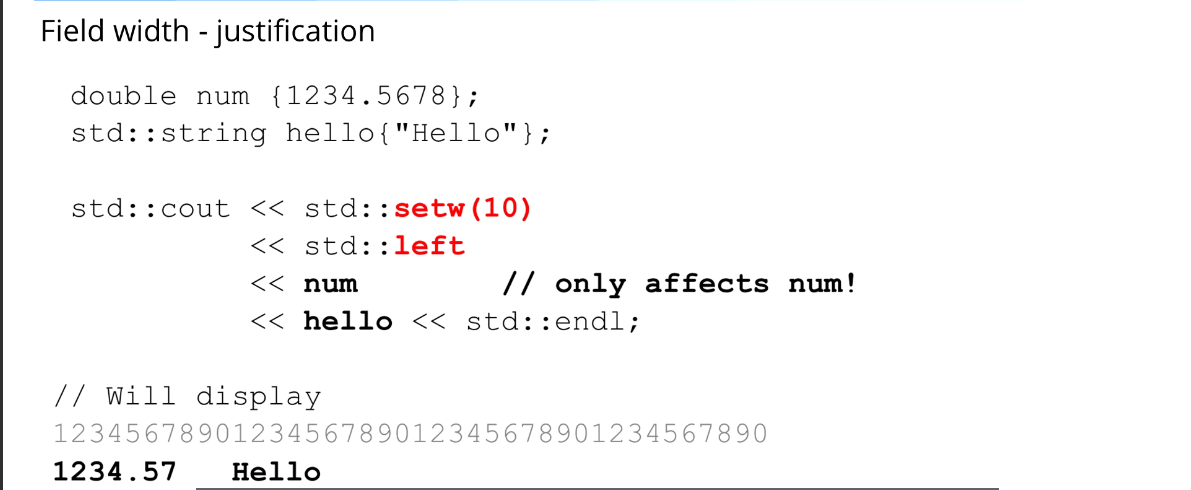 Field width - justification
double num {1234.5678};
std::string hello{"Hello"};
std::cout << std::setw(10)
<< std::left
<< num // only affects num!
<< hello << std::endl;
// Will display
1234567890123456789012345678901234567890
1234.57   Hello